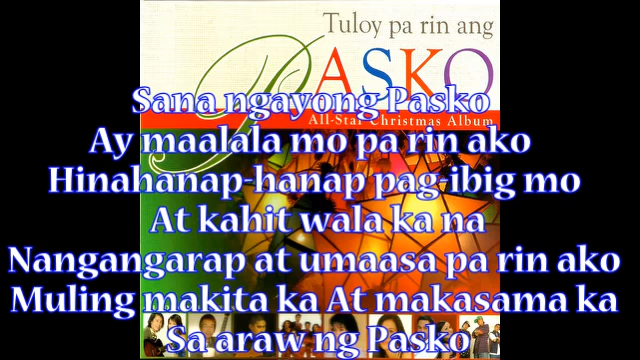 Tuloy pa rin ang
PASKO
Sana ngayong Pasko
All-Star Christmas Album
Ay maalala mo pa rin ako
Hinahanap-hanap pag-ibig mo
At kahit wala ka na
Nangangarap at umaasa pa rin ako
Muling makita ka At makasama ka
Sa araw ng Pasko